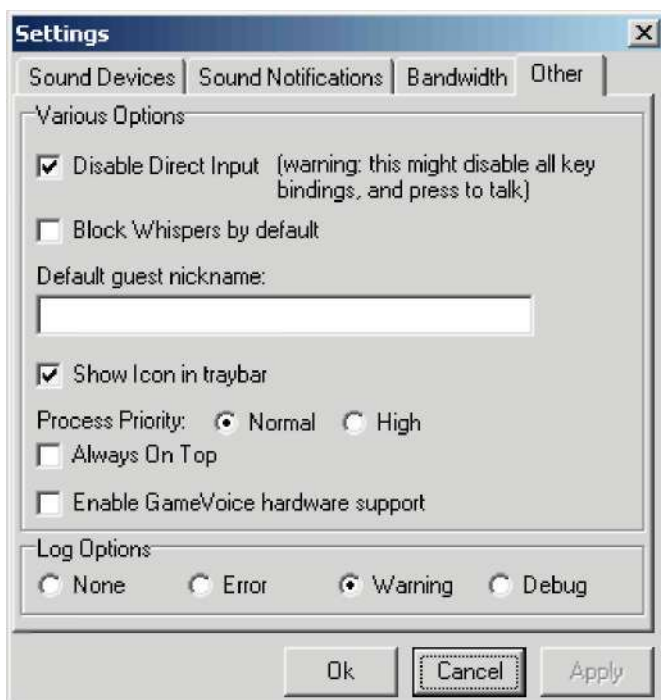 Settings
Sound Devices Sound Notifications Bandwidth Other
Various Options
Disable Direct Input (warning: this might disable all key
bindings, and press to talk)
Block Whispers by default
Default guest nickname:
Show Icon in traybar
Process Priority: Normal High
Always On Top
Enable GameVoice hardware support
Log Options
None Error Warning Debug
Ok Cancel Apply